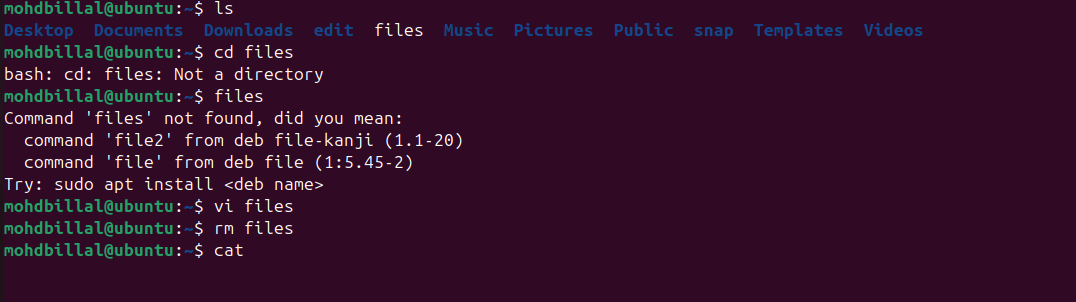 mohdbillal@ubuntu:~$ ls
Desktop  Documents  Downloads  edit  files  Music  Pictures  Public  snap  Templates  Videos
mohdbillal@ubuntu:~$ cd files
bash: cd: files: Not a directory
mohdbillal@ubuntu:~$ files
Command 'files' not found, did you mean:
  command 'file2' from deb file-kanji (1.1-20)
  command 'file' from deb file (1:5.45-2)
Try: sudo apt install <deb name>
mohdbillal@ubuntu:~$ vi files
mohdbillal@ubuntu:~$ rm files
mohdbillal@ubuntu:~$ cat